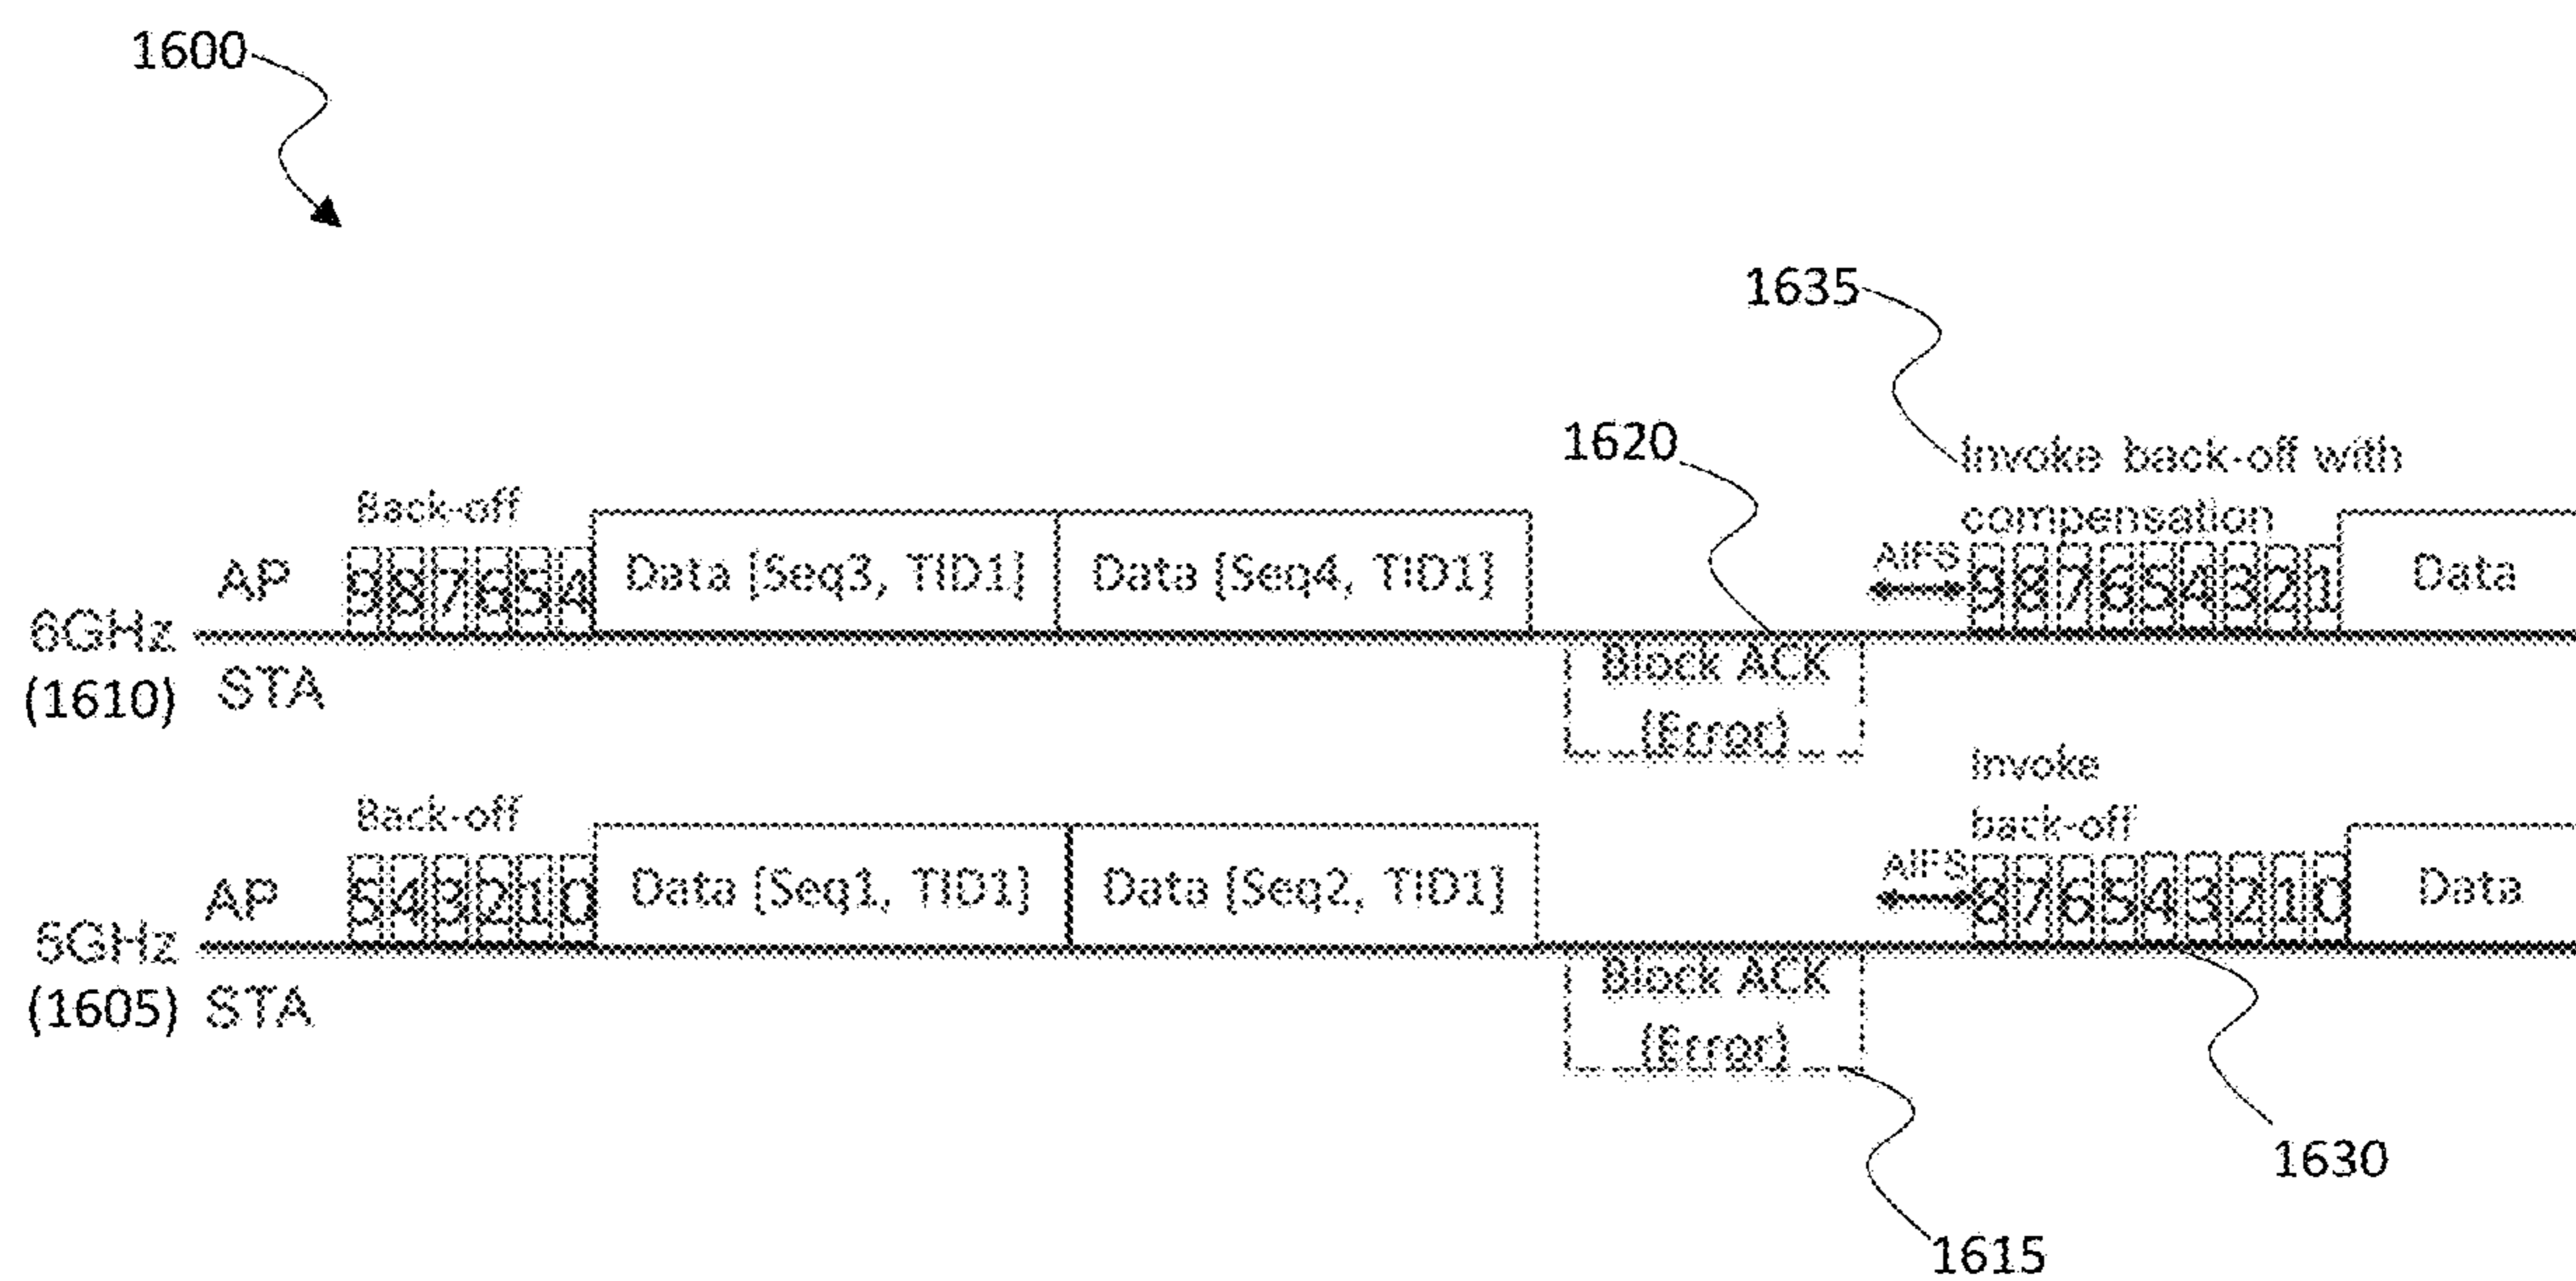 1600
1635
1620
Invoke back-off with
compensation
Back-off
AP
9 8 7 6 5 4
Data [Seq3, TID1]
Data [Seq4, TID1]
AIFS
9 8 7 6 5 4 3 2 1
Data
6GHz
(1610)
STA
Block ACK
(Error)
Invoke
back-off
Back-off
AP
5 4 3 2 1 0
Data [Seq1, TID1]
Data [Seq2, TID1]
AIFS
8 7 6 5 4 3 2 1 0
Data
(1605)
STA
Block ACK
(Error)
1630
1615